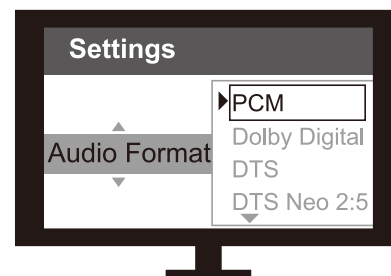 Settings
Audio Format
PCM
Dolby Digital
DTS
DTS Neo 2:5